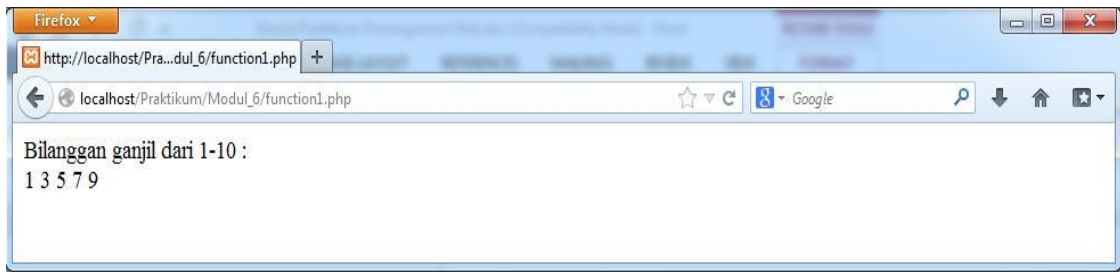 Firefox
http://localhost/Pra...dul_6/function1.php
localhost/Praktikum/Modul_6/function1.php
Google
Bilanggan ganjil dari 1-10 :
1 3 5 7 9